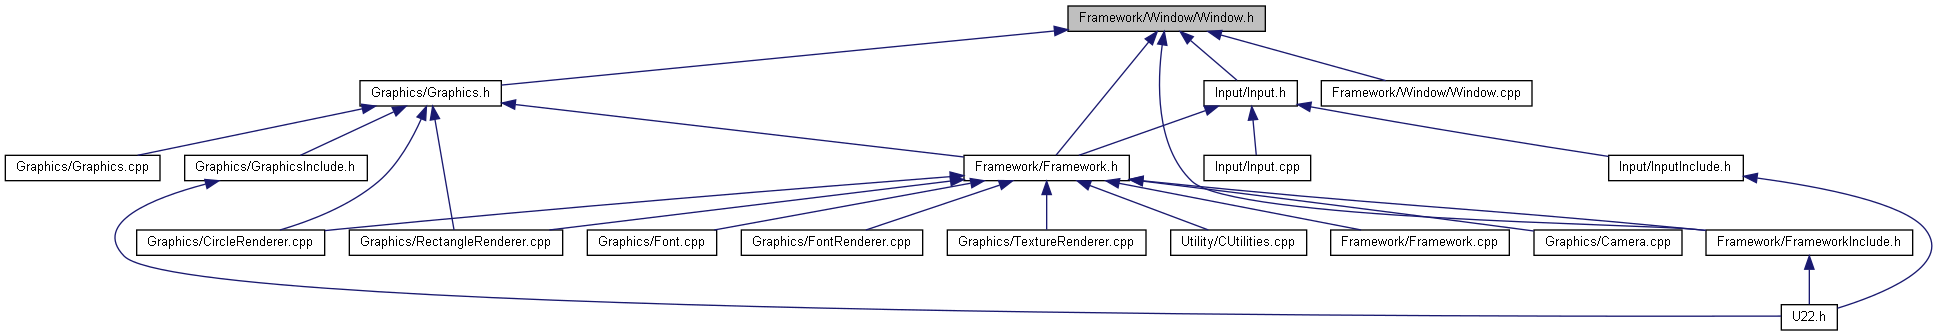 Framework/Window/Window.h
Graphics/Graphics.h
Input/Input.h
Framework/Window/Window.cpp
Graphics/Graphics.cpp
Graphics/GraphicsInclude.h
Framework/Framework.h
Input/Input.cpp
Input/InputInclude.h
Graphics/CircleRenderer.cpp
Graphics/RectangleRenderer.cpp
Graphics/Font.cpp
Graphics/FontRenderer.cpp
Graphics/TextureRenderer.cpp
Utility/CUtilities.cpp
Framework/Framework.cpp
Graphics/Camera.cpp
Framework/FrameworkInclude.h
U22.h